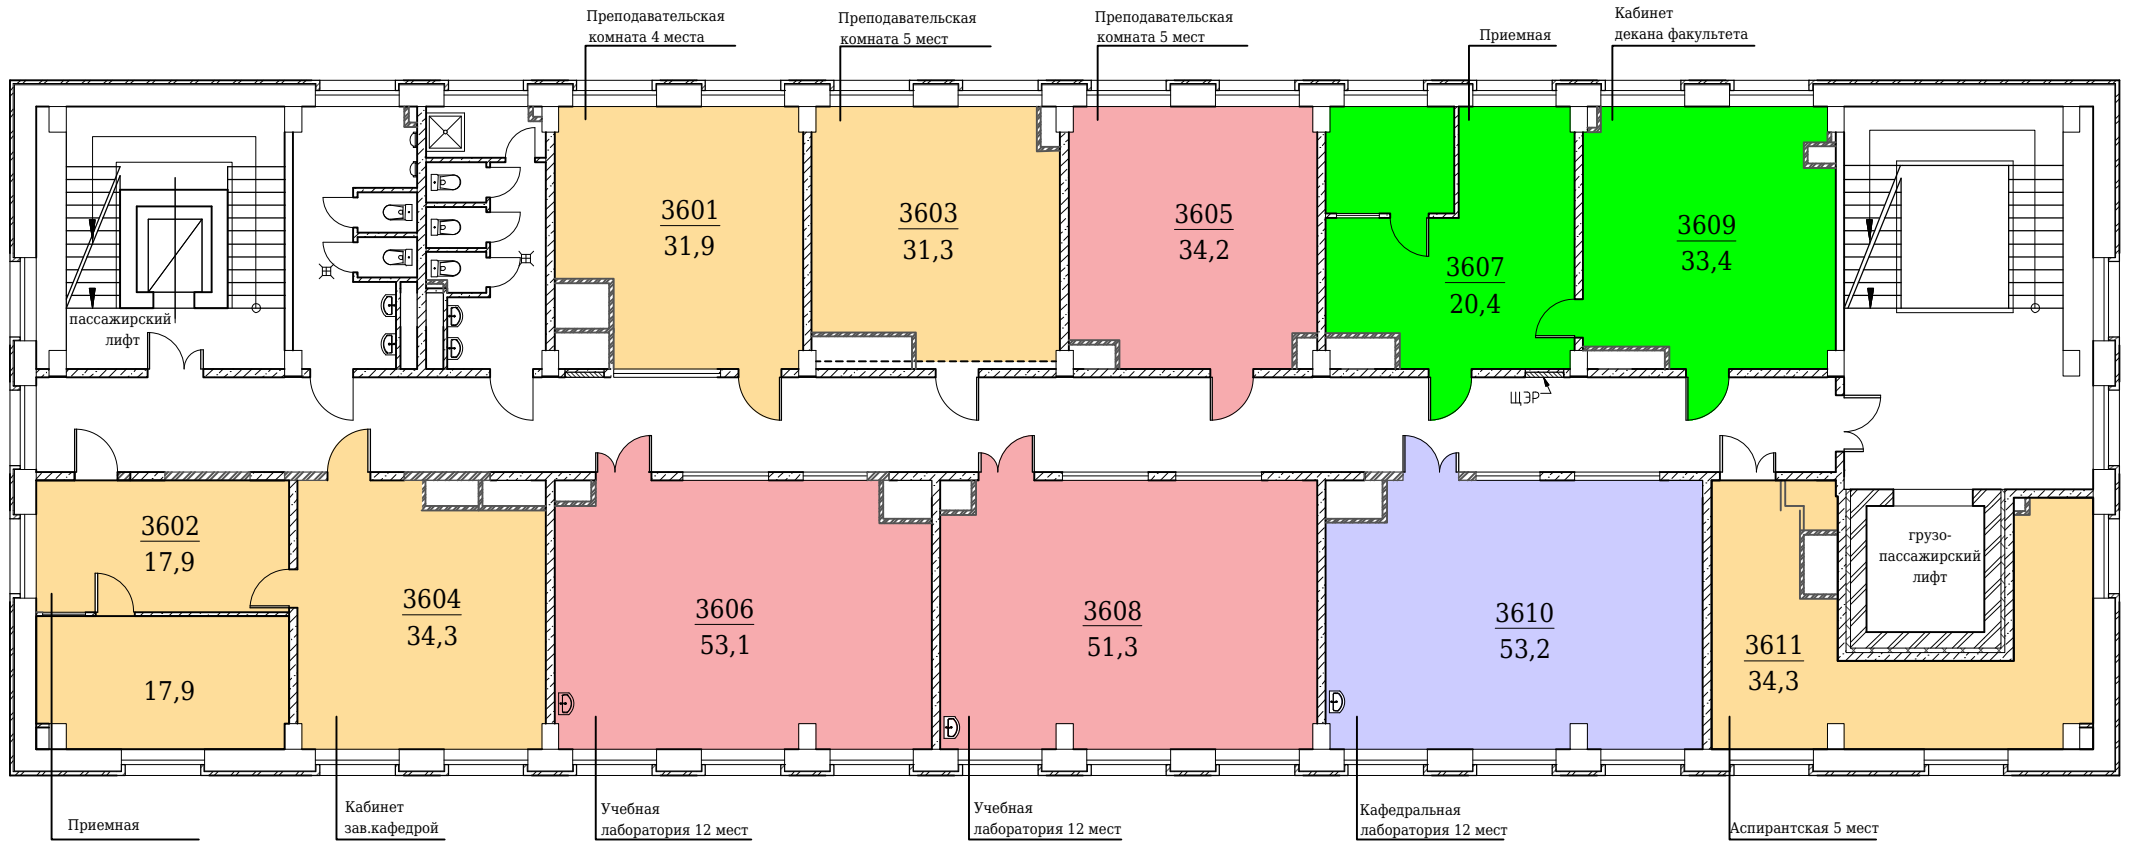 Преподавательская
комната 4 места
Преподавательская
комната 5 мест
Преподавательская
комната 5 мест
Приемная
Кабинет
декана факультета
3601
31,9
3603
31,3
3605
34,2
3607
20,4
3609
33,4
пассажирский
лифт
ЩЭР
3602
17,9
17,9
3604
34,3
3606
53,1
3608
51,3
3610
53,2
3611
34,3
грузо-
пассажирский
лифт
Приемная
Кабинет
зав.кафедрой
Учебная
лаборатория 12 мест
Учебная
лаборатория 12 мест
Кафедральная
лаборатория 12 мест
Аспирантская 5 мест